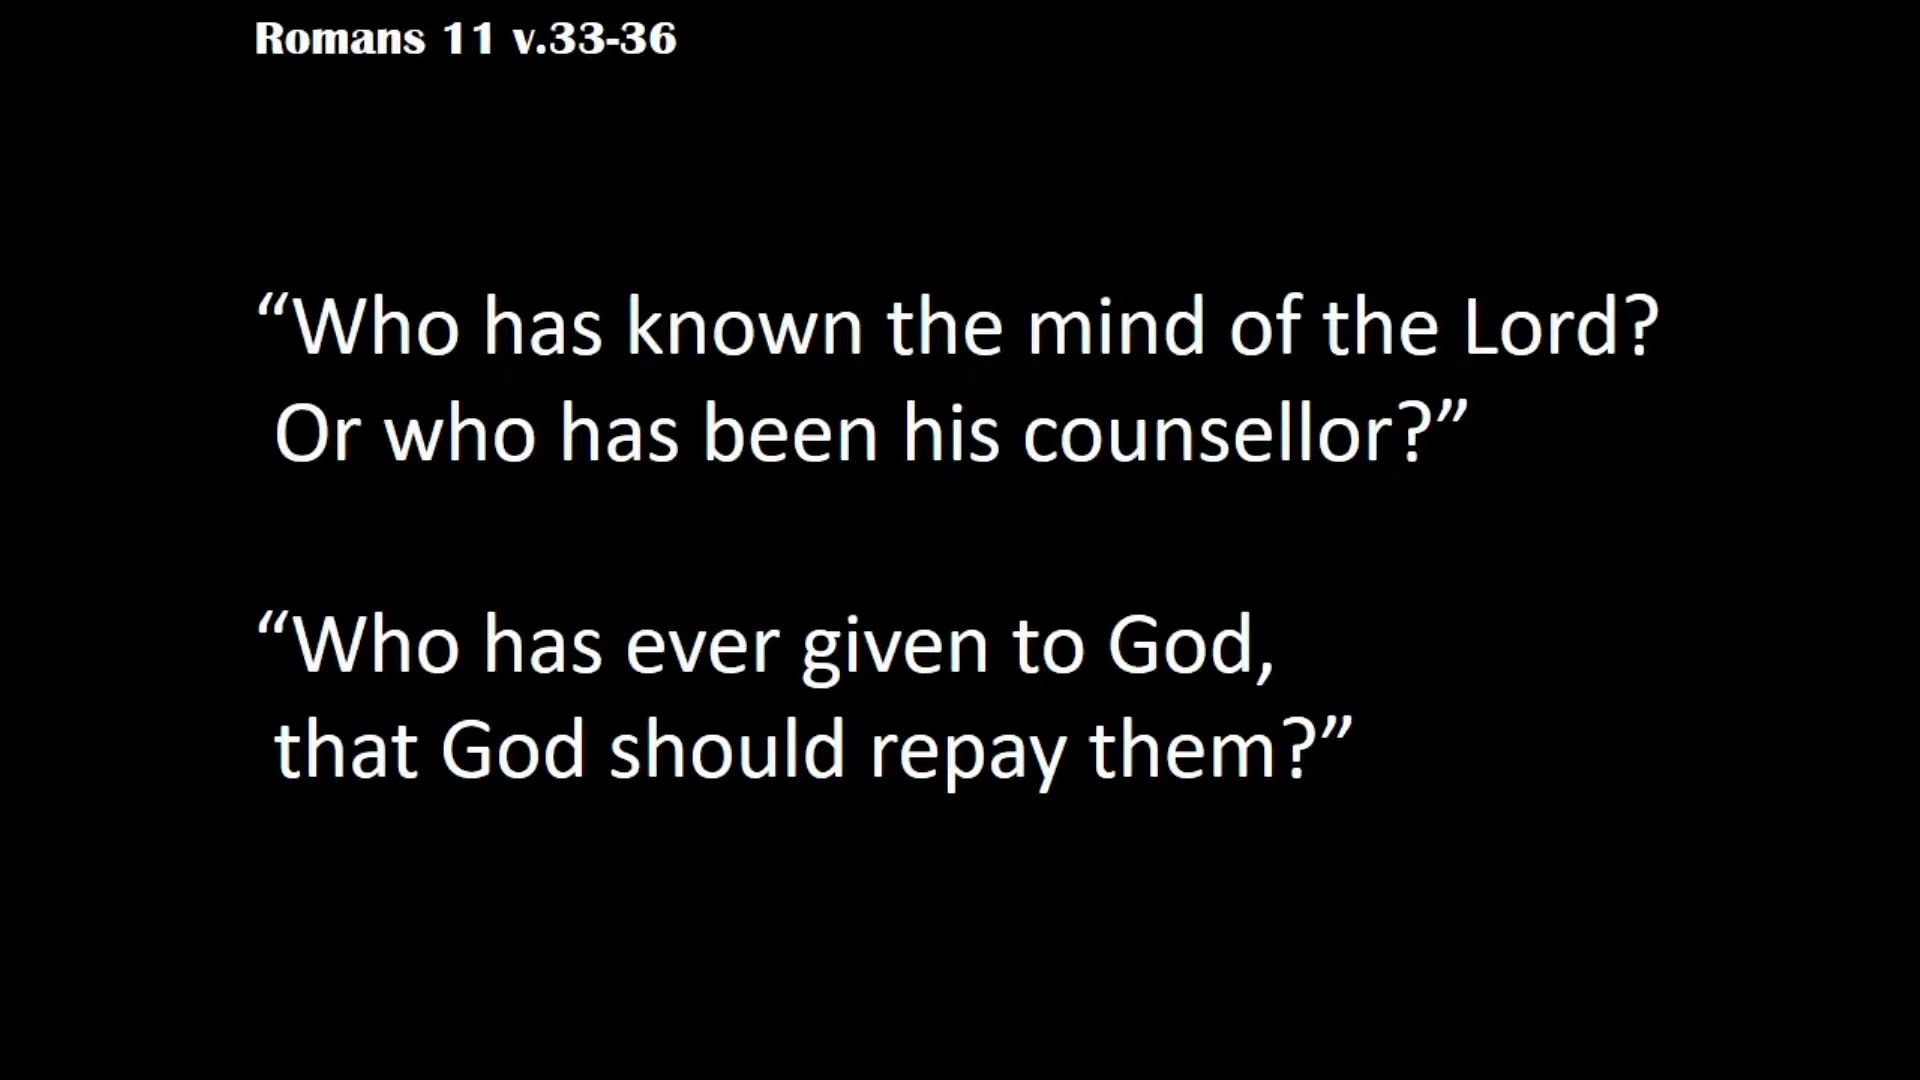 Romans 11 v.33-36
“Who has known the mind of the Lord?
Or who has been his counsellor?”
“Who has ever given to God,
that God should repay them?”